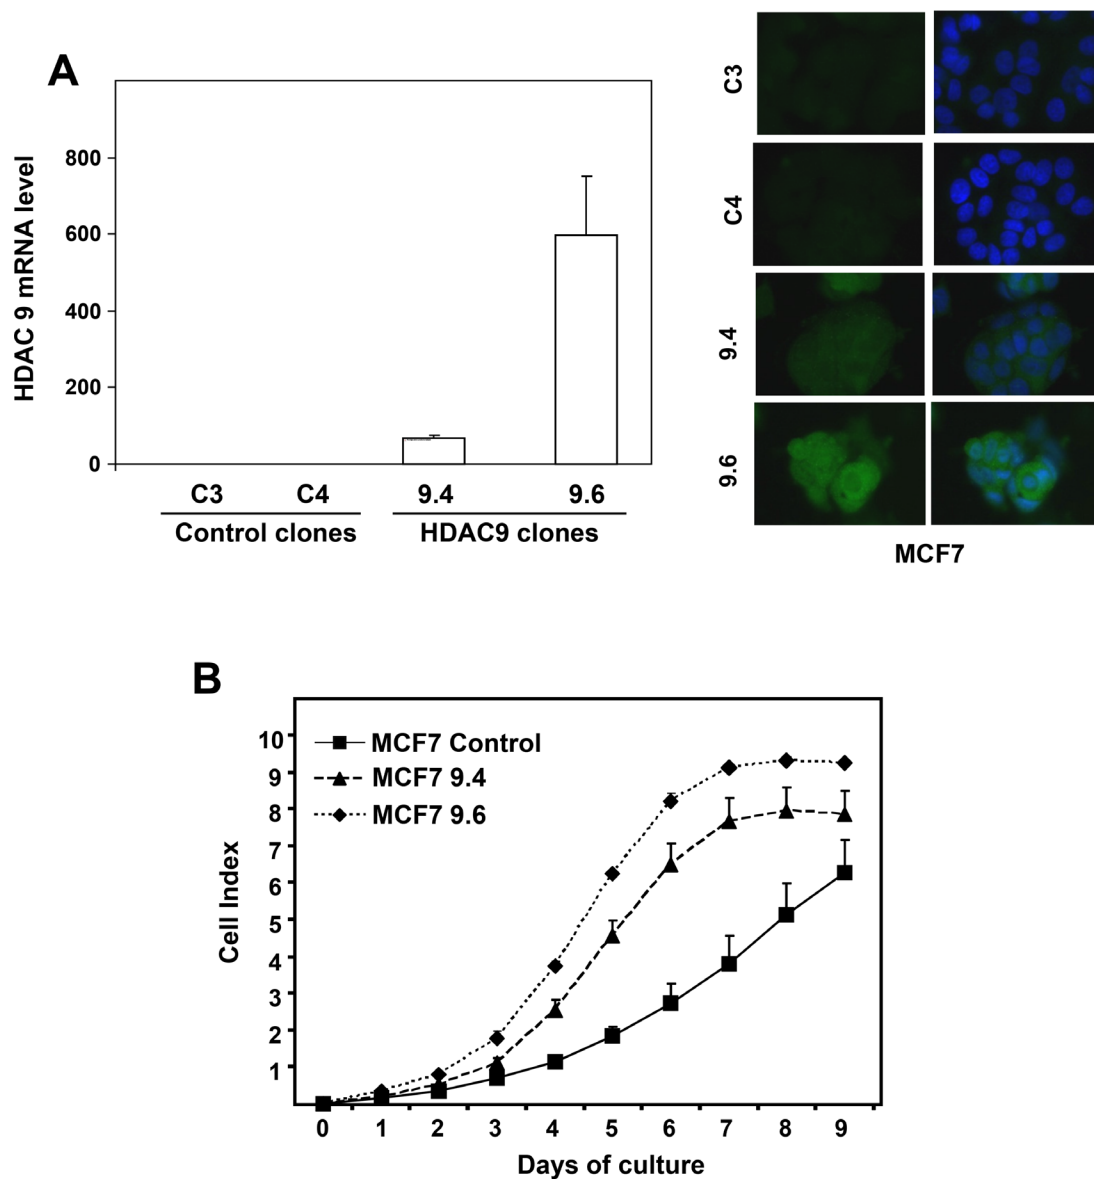 A
HDAC 9 mRNA level
800
600
400
200
0
C3
C4
9.4
9.6
Control clones
HDAC9 clones
C3
C4
9.4
9.6
MCF7
B
MCF7 Control
MCF7 9.4
MCF7 9.6
Cell Index
10
9
8
7
6
5
4
3
2
1
0 1 2 3 4 5 6 7 8 9
Days of culture